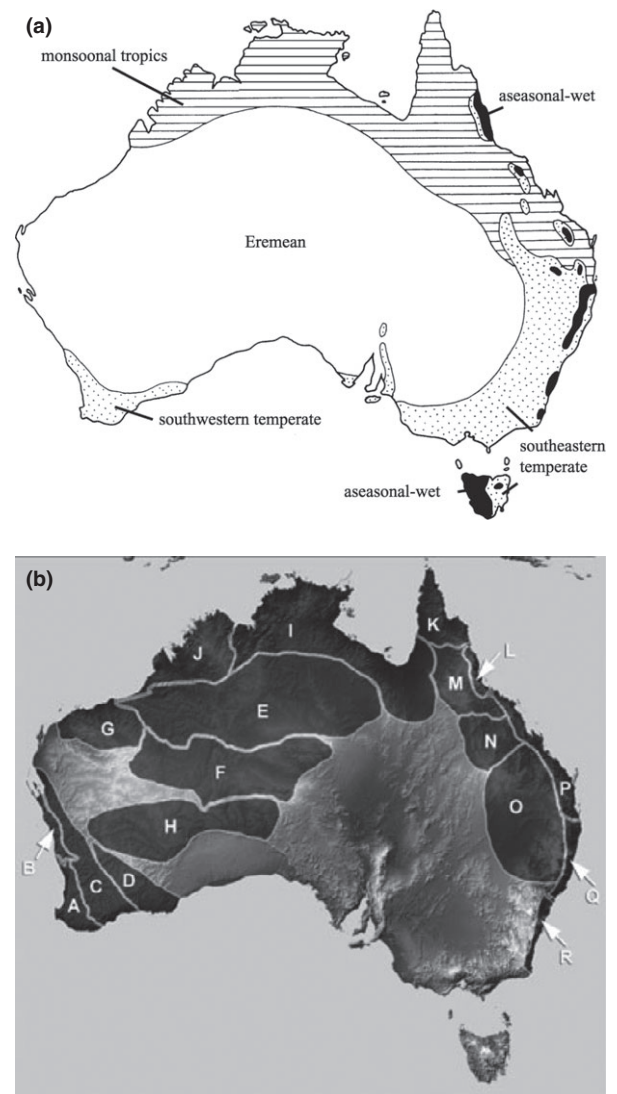 (a)
monsoonal tropics
aseasonal-wet
Eremean
southwestern temperate
southeastern
temperate
aseasonal-wet
(b)
K
I
L
J
M
E
G
N
F
P
O
H
B
D
C
Q
A
R